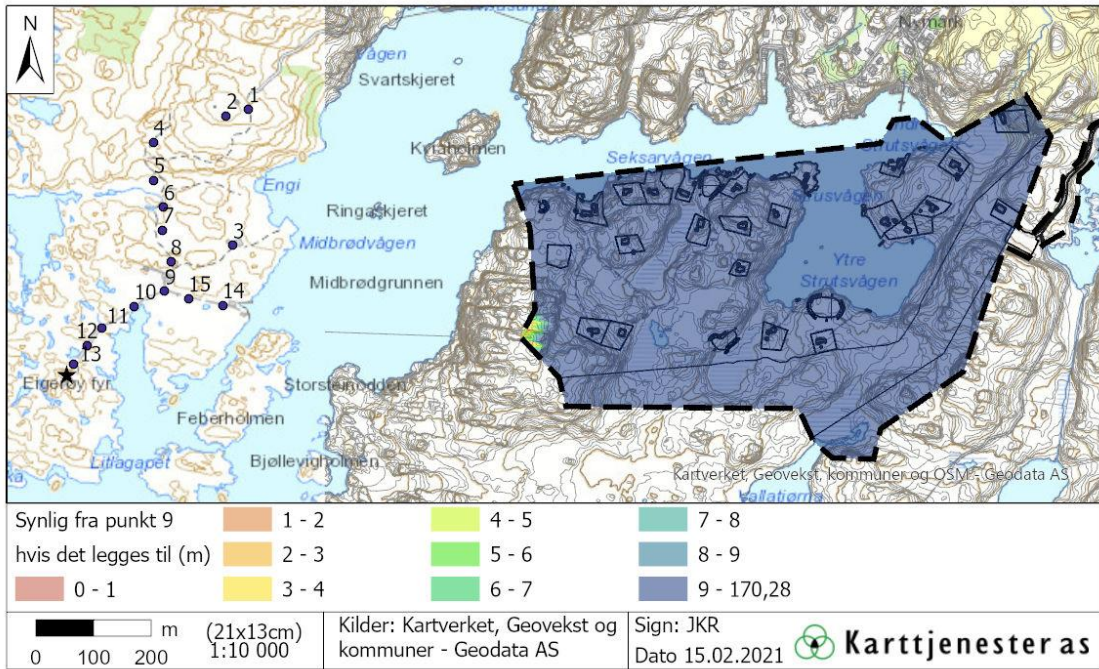 N
Svartskjeret
Nymark
2
1
4
Kyraholmen
5
Seksarvågen
Strutsvågen
Engi
6
Ringaskjeret
7
3
Midbrødvågen
8
Ytre
Strutsvågen
9
Midbrødgrunnen
15
10
14
11
12
13
Eigerøy fyr
Storsteinodden
Feberholmen
Litlagapet
Bjøllevigholmen
Kartverket, Geovekst, kommuner og OSM - Geodata AS
Synlig fra punkt 9
hvis det legges til (m)
0 - 1
1 - 2
2 - 3
3 - 4
4 - 5
5 - 6
6 - 7
7 - 8
8 - 9
9 - 170,28
0 100 200 m
(21x13cm)
1:10 000
Kilder: Kartverket, Geovekst og
kommuner - Geodata AS
Sign: JKR
Dato 15.02.2021
Karttjenester as